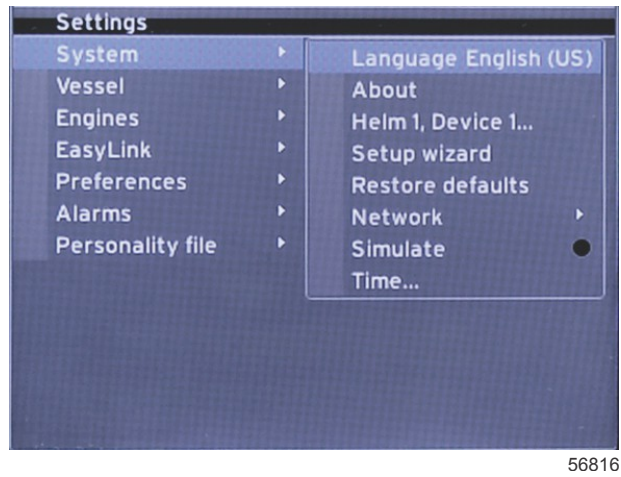 Settings
System
Vessel
Engines
EasyLink
Preferences
Alarms
Personality file
Language English (US)
About
Helm 1, Device 1...
Setup wizard
Restore defaults
Network
Simulate
Time...
56816